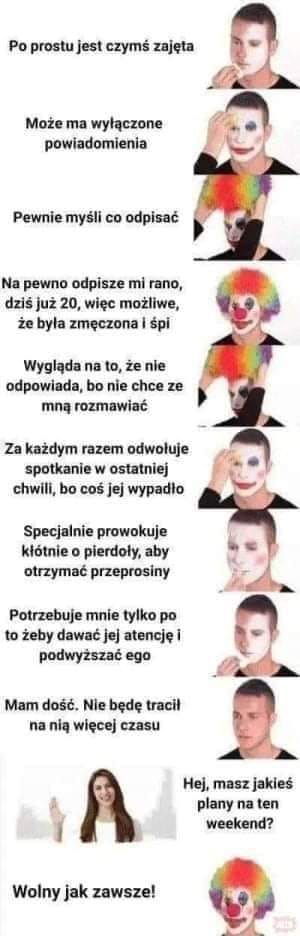 Po prostu jest czymś zajęta
Może ma wyłączone
powiadomienia
Pewnie myśli co odpisać
Na pewno odpisze mi rano,
dziś już 20, więc możliwe,
że była zmęczona i śpi
Wygląda na to, że nie
odpowiada, bo nie chce ze
mną rozmawiać
Za każdym razem odwołuje
spotkanie w ostatniej
chwili, bo coś jej wypadło
Specjalnie prowokuje
kłótnie o pierdoły, aby
otrzymać przeprosiny
Potrzebuje mnie tylko po
to żeby dawać jej atencję i
podwyższać ego
Mam dość. Nie będę tracił
na nią więcej czasu
Hej, masz jakieś
plany na ten
weekend?
Wolny jak zawsze!